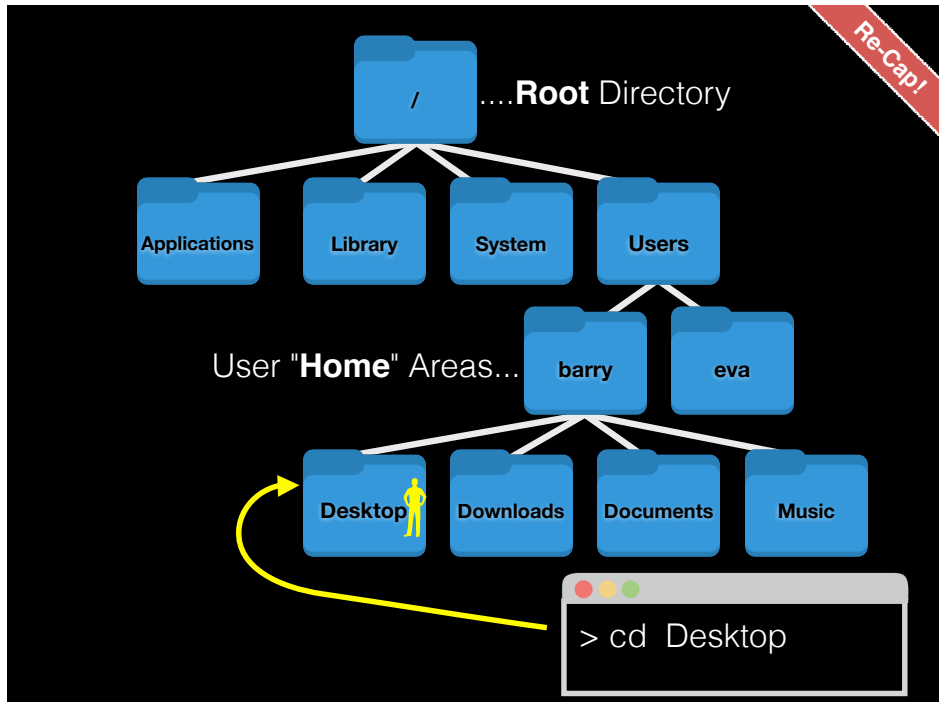 Re-Cap!
/
....Root Directory
Applications
Library
System
Users
User "Home" Areas...
barry
eva
Desktop
Downloads
Documents
Music
> cd  Desktop